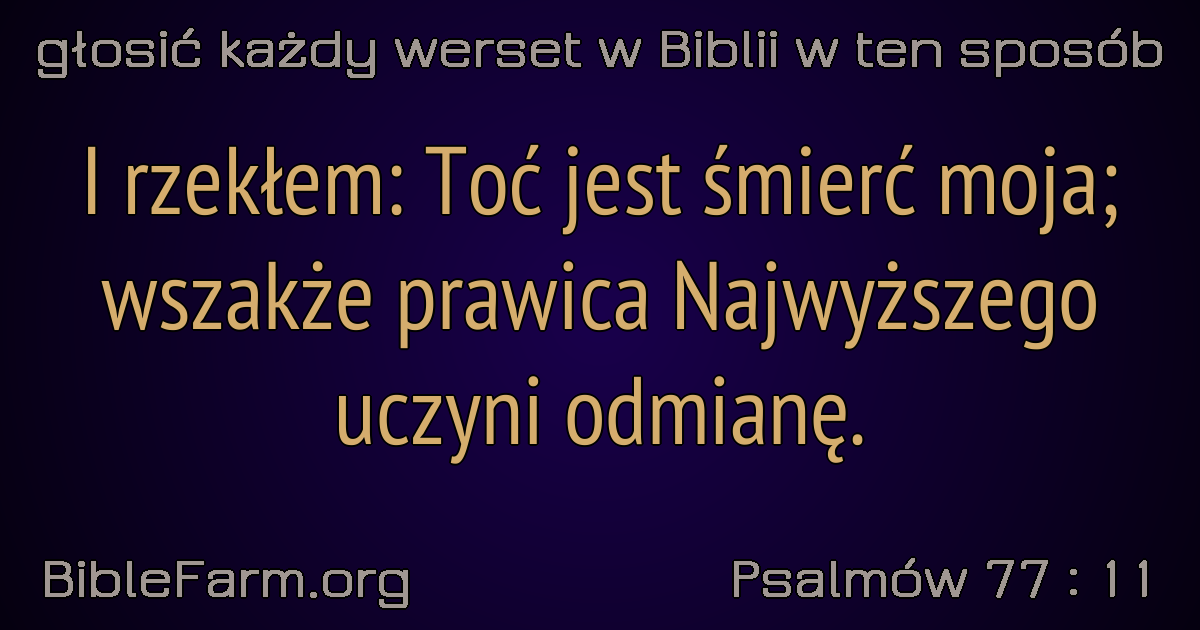 głosić każdy werset w Biblii w ten sposób
I rzekłem: Toć jest śmierć moja;
wszakże prawica Najwyższego
uczyni odmianę.
BibleFarm.org
Psalmów 77 : 11